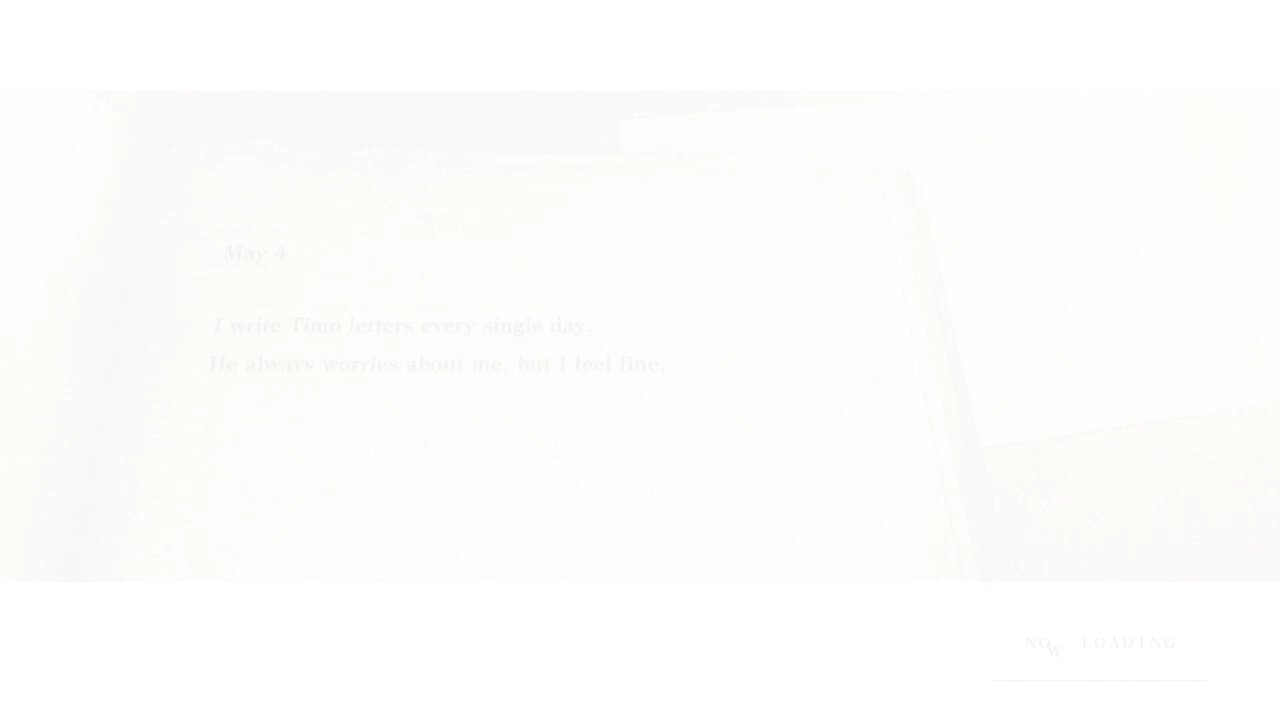 May 4
I write Timo letters every single day.
He always worries about me, but I feel fine.
NOW LOADING